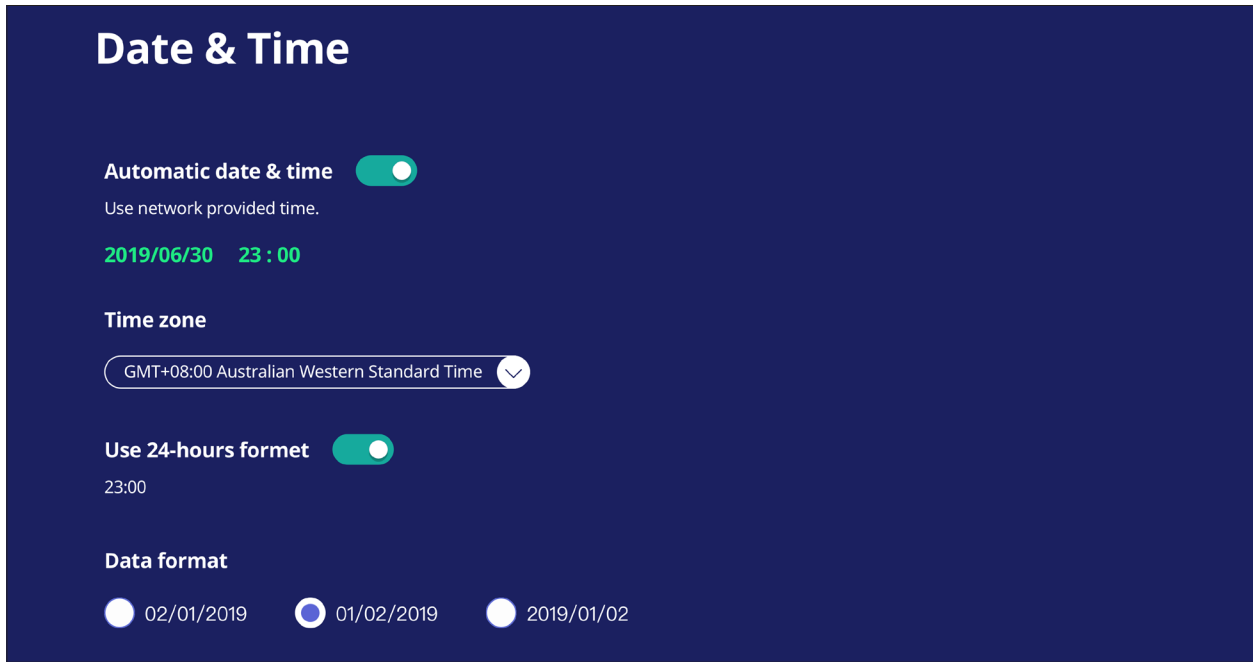 Date & Time
Automatic date & time
Use network provided time.
2019/06/30 23 : 00
Time zone
GMT+08:00 Australian Western Standard Time
Use 24-hours formet
23:00
Data format
02/01/2019 01/02/2019 2019/01/02